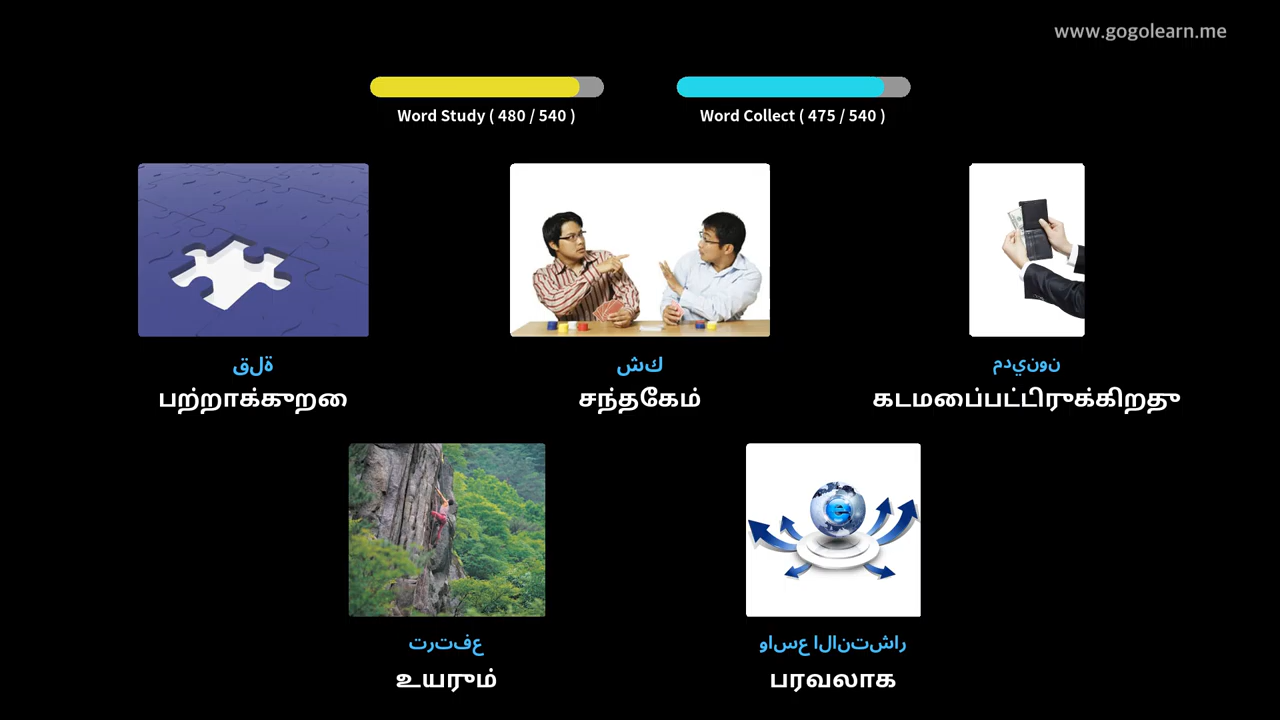 www.gogolearn.me
Word Study ( 480 / 540 )
Word Collect ( 475 / 540 )
قلة
شك
مدينون
பற்றாக்குறை
சந்தேகம்
கடமைப்பட்டிருக்கிறது
ترتفع
واسع الانتشار
உயரும்
பரவலாக